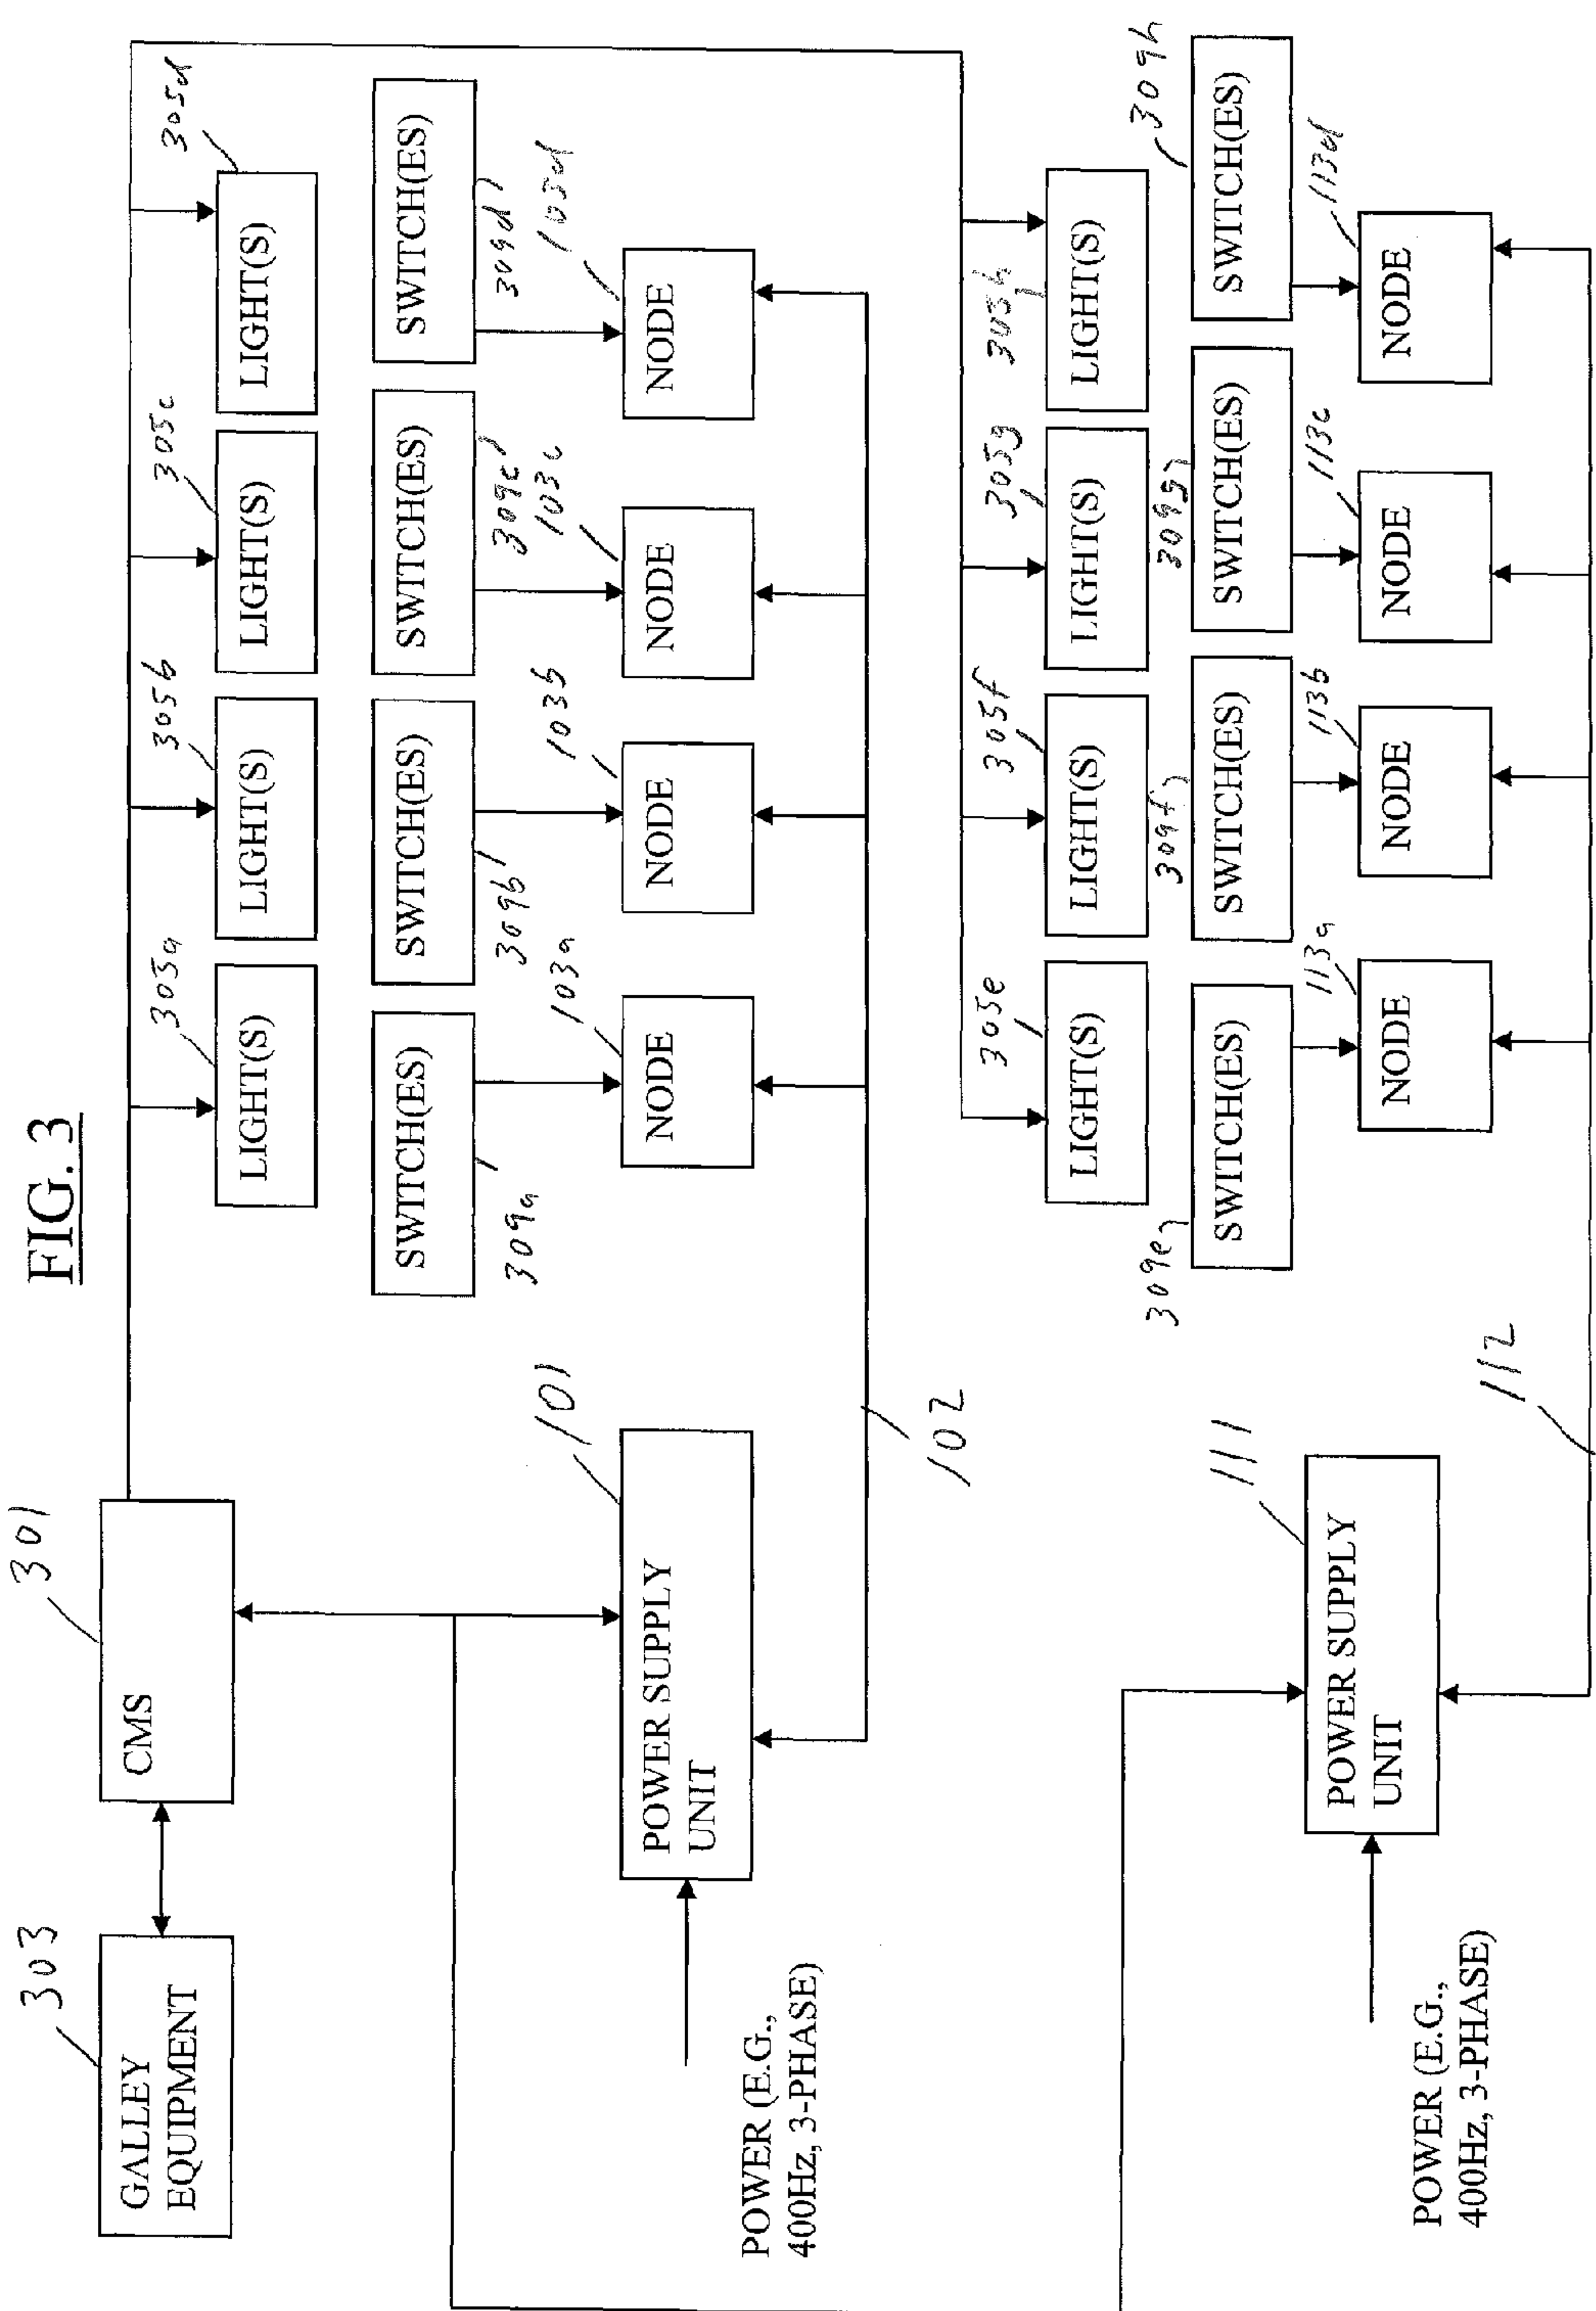 FIG. 3
303
GALLEY
EQUIPMENT
301
CMS
305a
LIGHT(S)
305b
LIGHT(S)
305c
LIGHT(S)
305d
LIGHT(S)
SWITCH(ES)
309a
SWITCH(ES)
309b
SWITCH(ES)
309c
SWITCH(ES)
309d
101
POWER SUPPLY
UNIT
103a
NODE
103b
NODE
103c
NODE
103d
NODE
POWER (E.G.,
400Hz, 3-PHASE)
102
305e
LIGHT(S)
305f
LIGHT(S)
305g
LIGHT(S)
305h
LIGHT(S)
309e
SWITCH(ES)
309f
SWITCH(ES)
309g
SWITCH(ES)
309h
SWITCH(ES)
111
POWER SUPPLY
UNIT
113a
NODE
113b
NODE
113c
NODE
113d
NODE
POWER (E.G.,
400Hz, 3-PHASE)
112